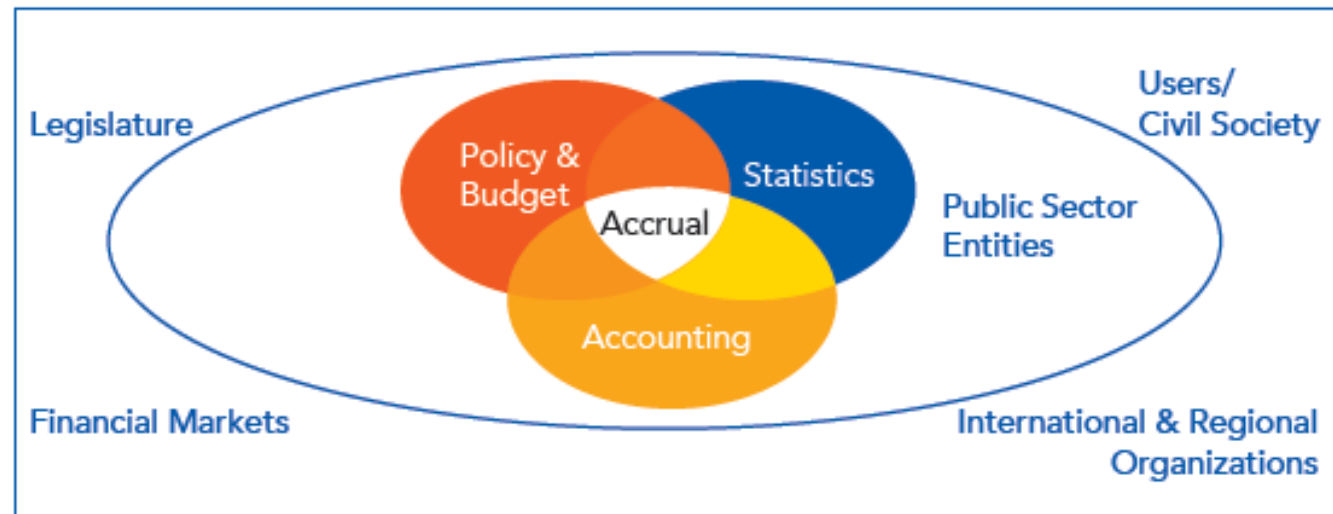 Legislature
Users/
Civil Society
Policy &
Budget
Statistics
Public Sector
Entities
Accrual
Accounting
Financial Markets
International & Regional
Organizations